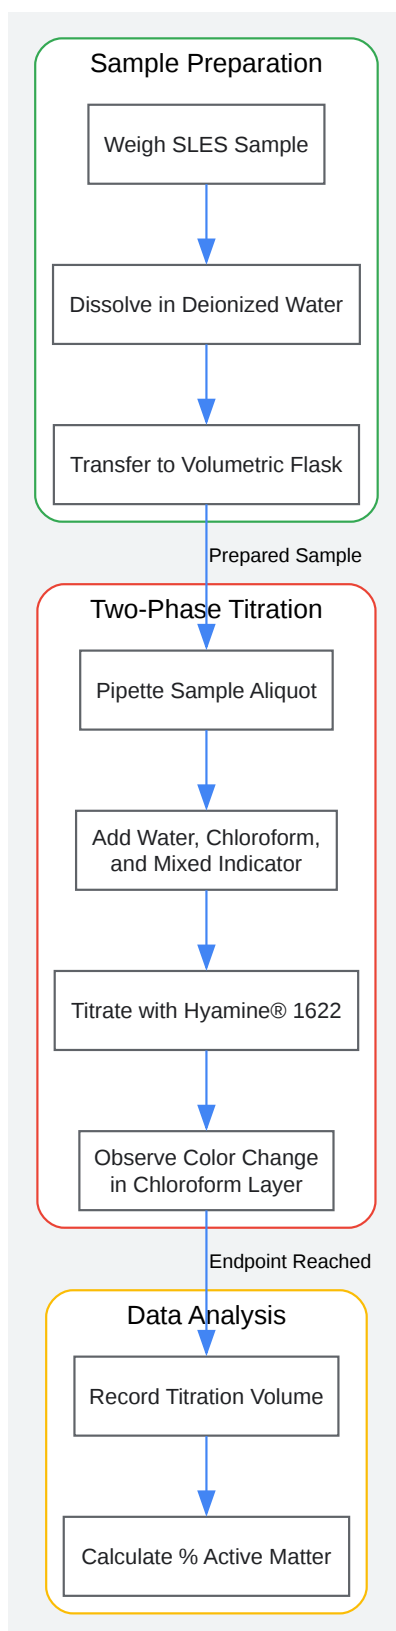 Sample Preparation
Weigh SLES Sample
Dissolve in Deionized Water
Transfer to Volumetric Flask
Prepared Sample
Two-Phase Titration
Pipette Sample Aliquot
Add Water, Chloroform,
and Mixed Indicator
Titrate with Hyamine® 1622
Observe Color Change
in Chloroform Layer
Endpoint Reached
Data Analysis
Record Titration Volume
Calculate % Active Matter